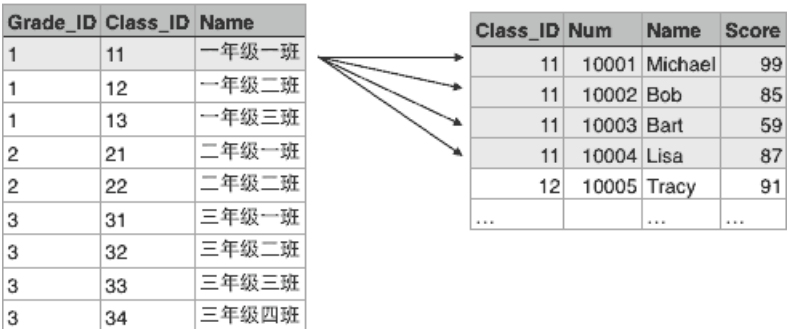 Grade_ID Class_ID Name
1 11 一年级一班
1 12 一年级二班
1 13 一年级三班
2 21 二年级一班
2 22 二年级二班
3 31 三年级一班
3 32 三年级二班
3 33 三年级三班
3 34 三年级四班
Class_ID Num Name Score
11 10001 Michael 99
11 10002 Bob 85
11 10003 Bart 59
11 10004 Lisa 87
12 10005 Tracy 91
... ... ...